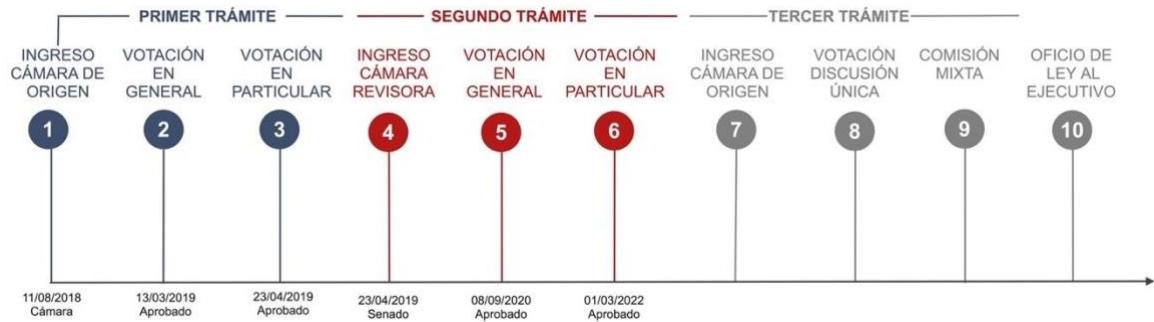 PRIMER TRÁMITE
SEGUNDO TRÁMITE
TERCER TRÁMITE
INGRESO
CÁMARA DE
ORIGEN
VOTACIÓN
EN
GENERAL
VOTACIÓN
EN
PARTICULAR
INGRESO
CÁMARA
REVISORA
VOTACIÓN
EN
GENERAL
VOTACIÓN
EN
PARTICULAR
INGRESO
CÁMARA DE
ORIGEN
VOTACIÓN
DISCUSIÓN
ÚNICA
COMISIÓN
MIXTA
OFICIO DE
LEY AL
EJECUTIVO
1
2
3
4
5
6
7
8
9
10
11/08/2018
Cámara
13/03/2019
Aprobado
23/04/2019
Aprobado
23/04/2019
Senado
08/09/2020
Aprobado
01/03/2022
Aprobado